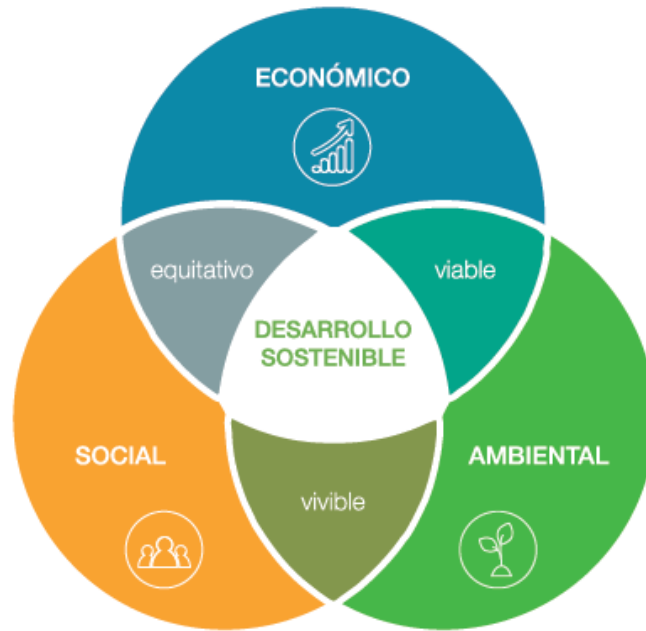 ECONÓMICO
equitativo
viable
DESARROLLO
SOSTENIBLE
SOCIAL
AMBIENTAL
vivible